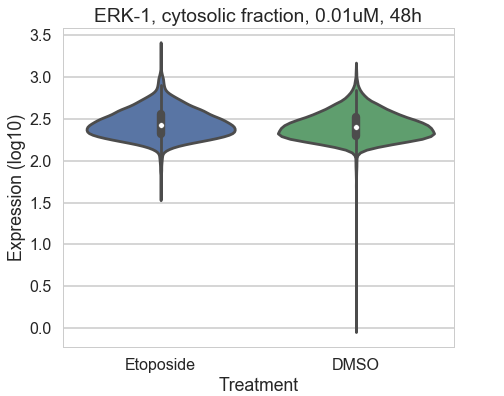 ERK-1, cytosolic fraction, 0.01uM, 48h
3.5
3.0
2.5
2.0
1.5
1.0
0.5
0.0
Expression (log10)
Etoposide DMSO
Treatment